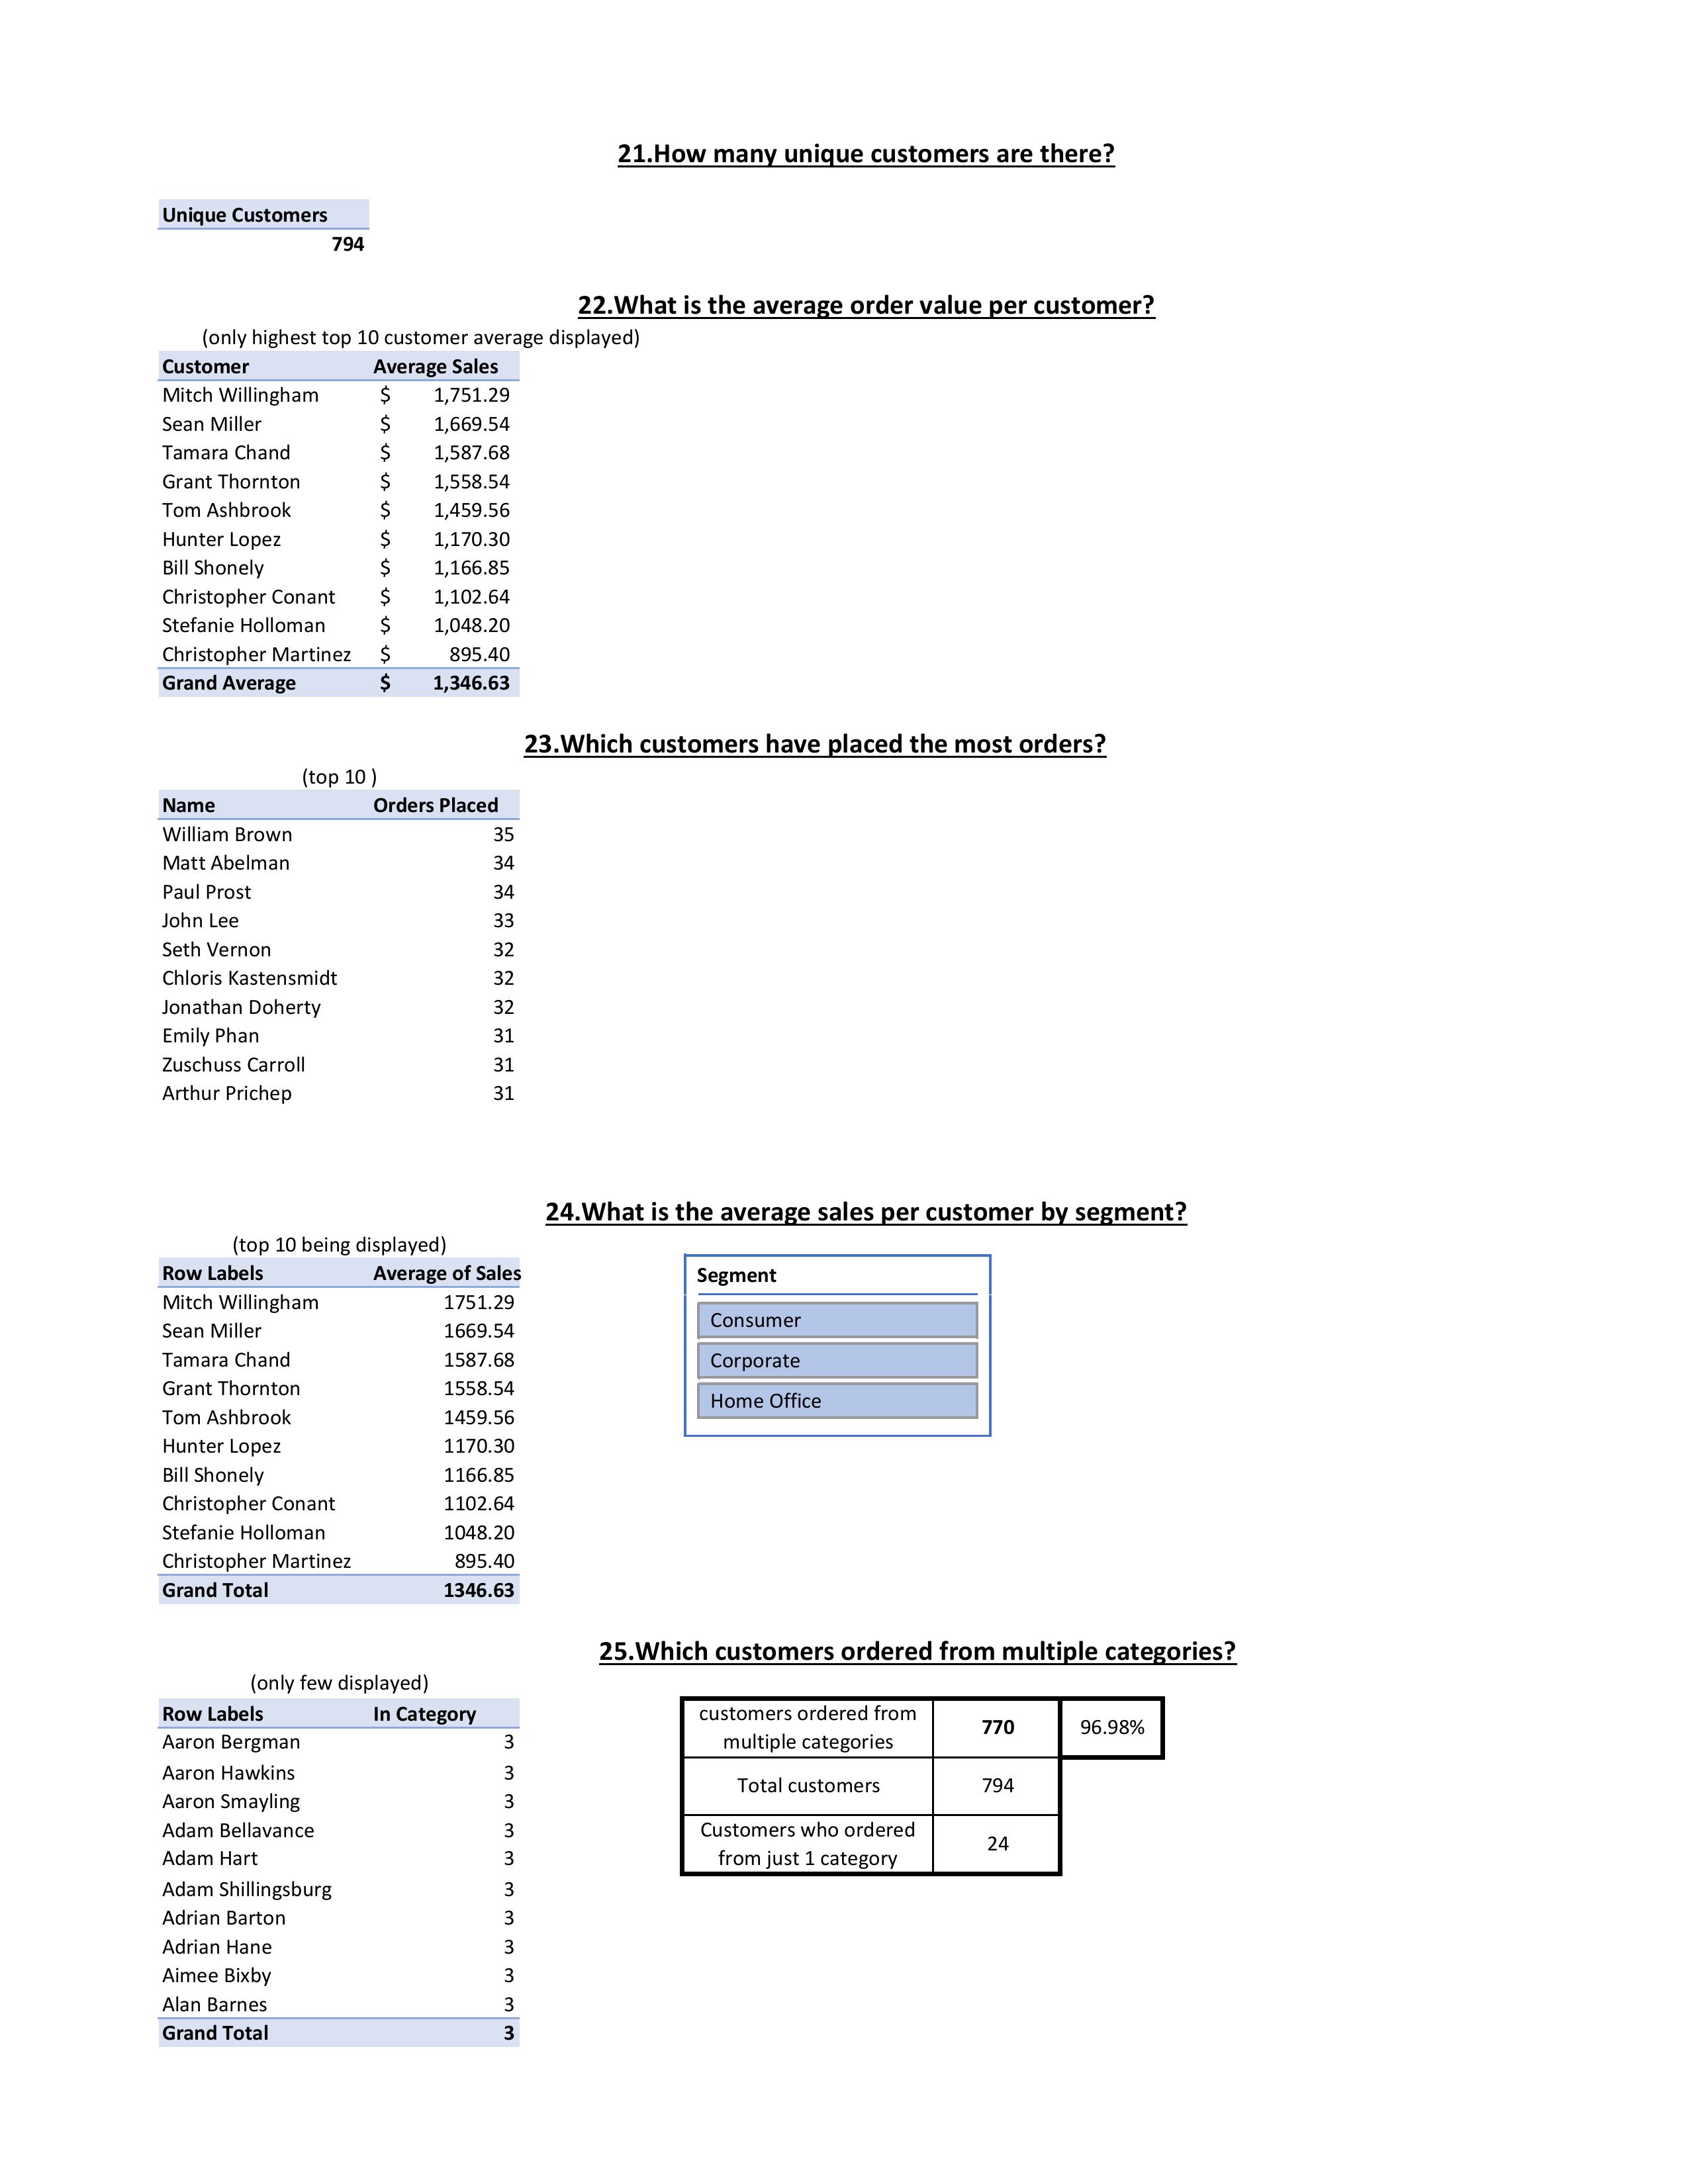 21.How many unique customers are there?
Unique Customers
794
22.What is the average order value per customer?
(only highest top 10 customer average displayed)
Customer Average Sales
Mitch Willingham $ 1,751.29
Sean Miller $ 1,669.54
Tamara Chand $ 1,587.68
Grant Thornton $ 1,558.54
Tom Ashbrook $ 1,459.56
Hunter Lopez $ 1,170.30
Bill Shonely $ 1,166.85
Christopher Conant $ 1,102.64
Stefanie Holloman $ 1,048.20
Christopher Martinez $ 895.40
Grand Average $ 1,346.63
23.Which customers have placed the most orders?
(top 10 )
Name Orders Placed
William Brown 35
Matt Abelman 34
Paul Prost 34
John Lee 33
Seth Vernon 32
Chloris Kastensmidt 32
Jonathan Doherty 32
Emily Phan 31
Zuschuss Carroll 31
Arthur Prichep 31
24.What is the average sales per customer by segment?
(top 10 being displayed)
Row Labels Average of Sales
Mitch Willingham 1751.29
Sean Miller 1669.54
Tamara Chand 1587.68
Grant Thornton 1558.54
Tom Ashbrook 1459.56
Hunter Lopez 1170.30
Bill Shonely 1166.85
Christopher Conant 1102.64
Stefanie Holloman 1048.20
Christopher Martinez 895.40
Grand Total 1346.63
Segment
Consumer
Corporate
Home Office
25.Which customers ordered from multiple categories?
(only few displayed)
Row Labels In Category
Aaron Bergman 3
Aaron Hawkins 3
Aaron Smayling 3
Adam Bellavance 3
Adam Hart 3
Adam Shillingsburg 3
Adrian Barton 3
Adrian Hane 3
Aimee Bixby 3
Alan Barnes 3
Grand Total 3
customers ordered from
multiple categories 770 96.98%
Total customers 794
Customers who ordered
from just 1 category 24